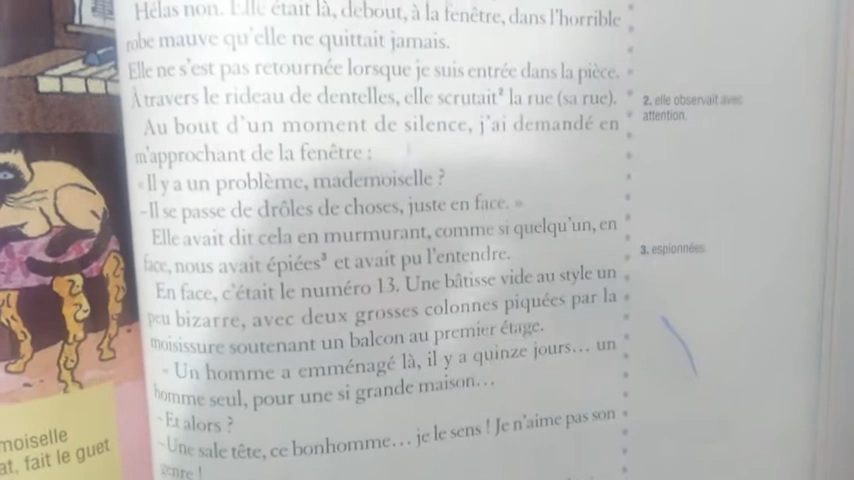 Hélas non. Elle était là, debout, à la fenêtre, dans l'horrible
robe mauve qu'elle ne quittait jamais.
Elle ne s'est pas retournée lorsque je suis entrée dans la pièce.
À travers le rideau de dentelles, elle scrutait² la rue (sa rue).
Au bout d'un moment de silence, j'ai demandé en
m'approchant de la fenêtre :
« Il y a un problème, mademoiselle ?
- Il se passe de drôles de choses, juste en face. »
Elle avait dit cela en murmurant, comme si quelqu'un, en
face, nous avait épiées³ et avait pu l'entendre.
En face, c'était le numéro 13. Une bâtisse vide au style un
peu bizarre, avec deux grosses colonnes piquées par la
moisissure soutenant un balcon au premier étage.
« Un homme a emménagé là, il y a quinze jours... un
homme seul, pour une si grande maison...
- Et alors ?
- Une sale tête, ce bonhomme... je le sens ! Je n'aime pas son
genre !
2. elle observait avec
attention.
3. espionnées.
moiselle
at, fait le guet